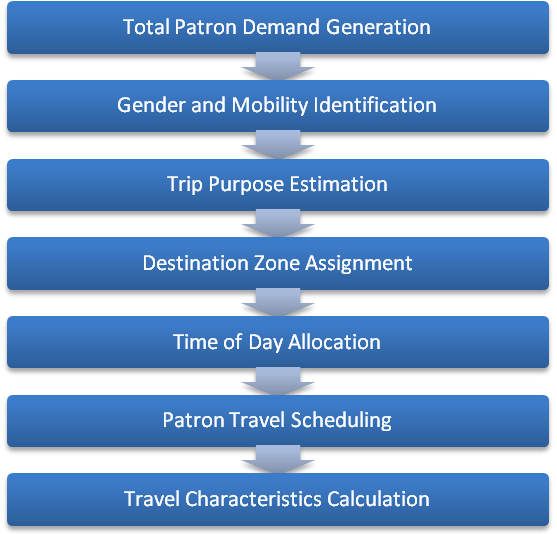 Total Patron Demand Generation
Gender and Mobility Identification
Trip Purpose Estimation
Destination Zone Assignment
Time of Day Allocation
Patron Travel Scheduling
Travel Characteristics Calculation